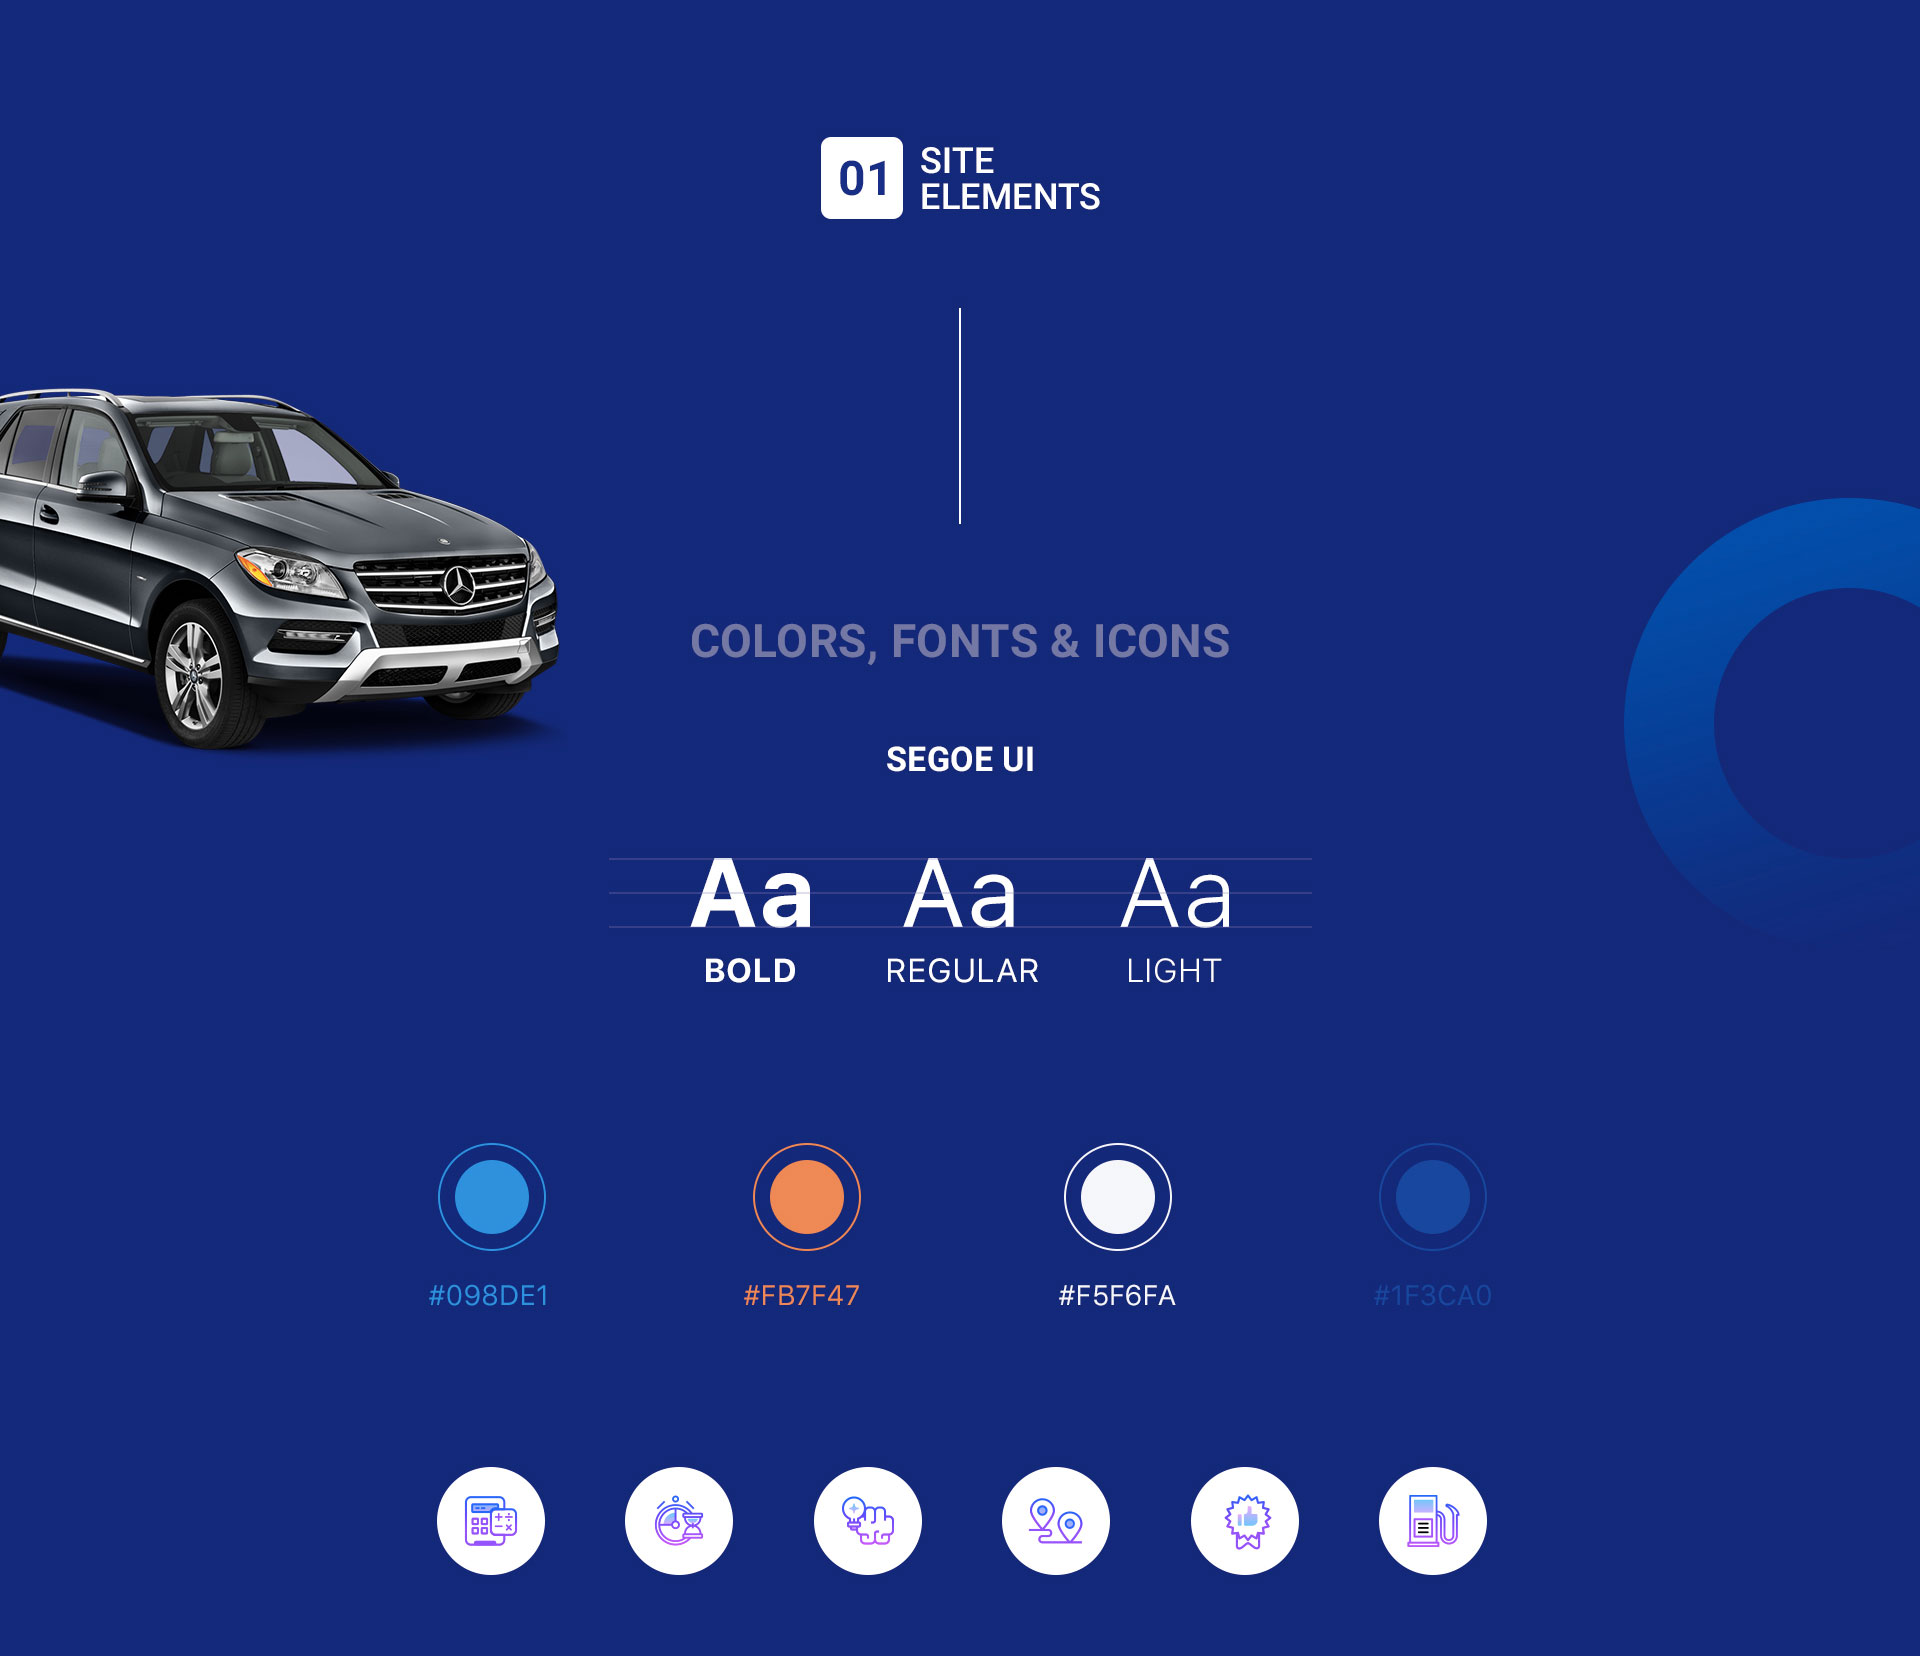 01
SITE
ELEMENTS
COLORS, FONTS & ICONS
SEGOE UI
Aa Aa Aa
BOLD REGULAR LIGHT
#098DE1 #FB7F47 #F5F6FA #1F3CA0